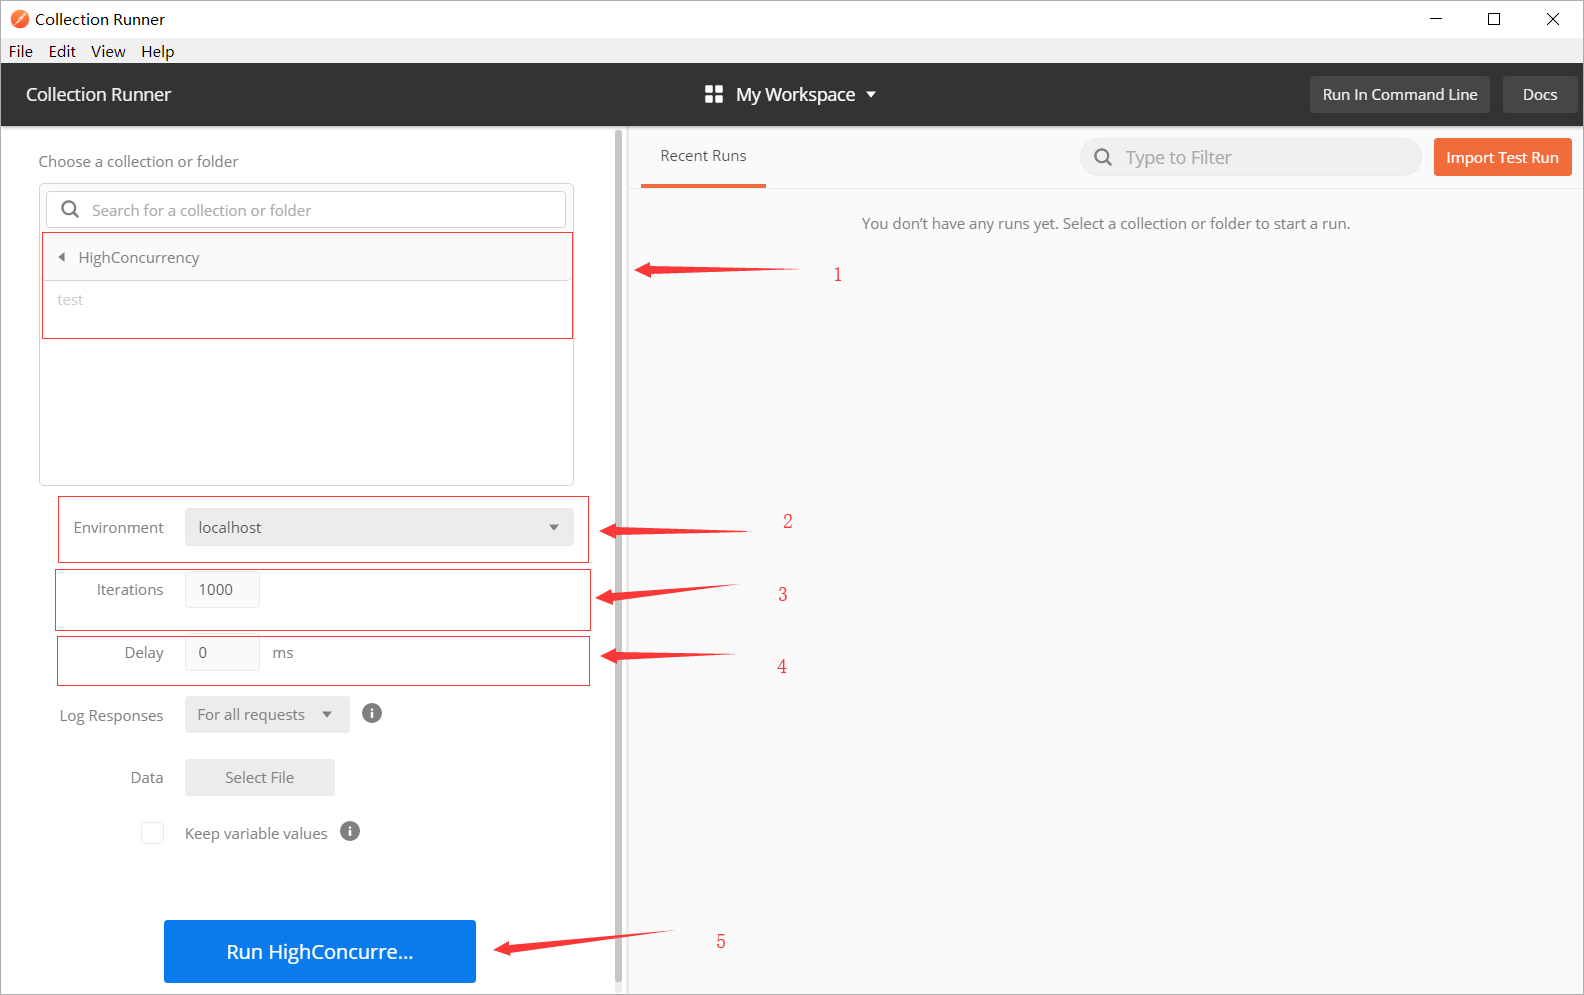 Collection Runner
File Edit View Help
Collection Runner
My Workspace
Run In Command Line
Docs
Choose a collection or folder
Search for a collection or folder
HighConcurrency
test
1
Environment
localhost
2
Iterations
1000
3
Delay
0
ms
4
Log Responses
For all requests
Data
Select File
Keep variable values
Run HighConcurre...
5
Recent Runs
Type to Filter
Import Test Run
You don't have any runs yet. Select a collection or folder to start a run.